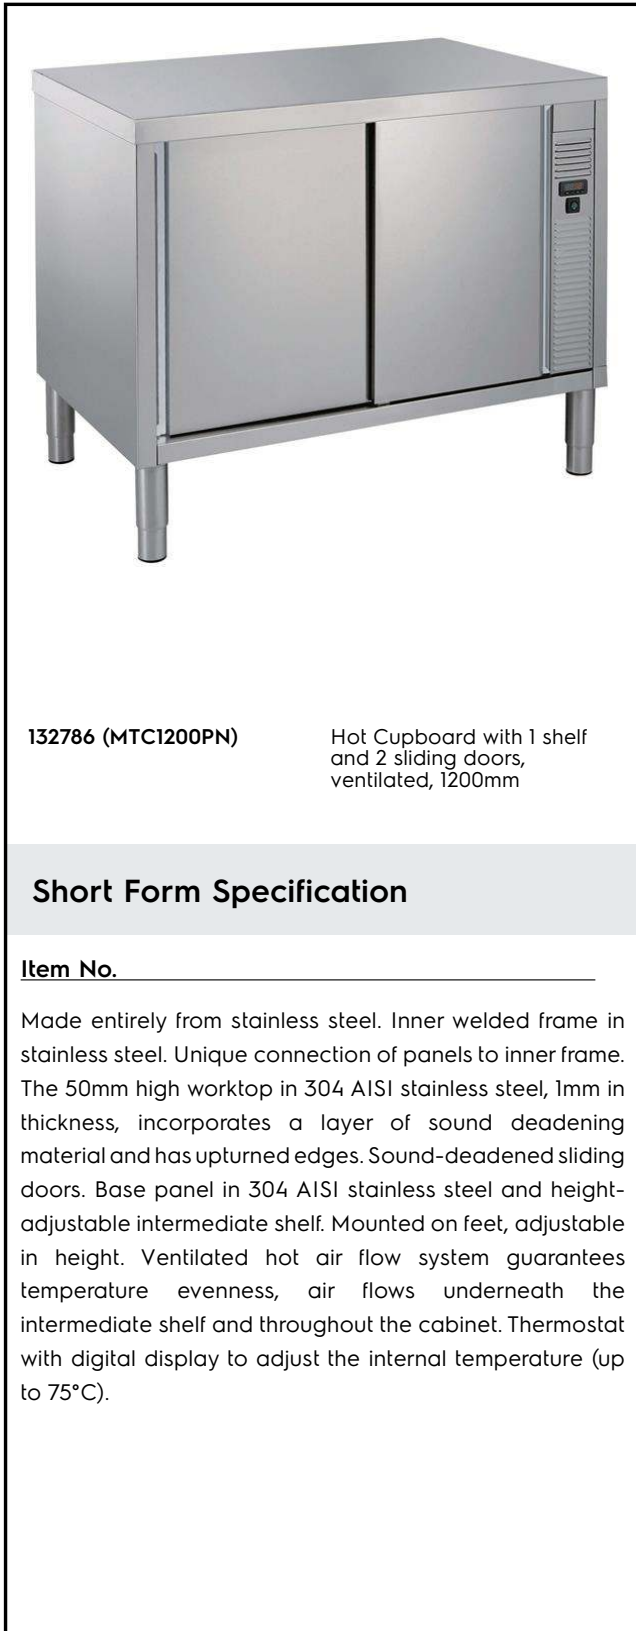 132786 (MTC1200PN)
Hot Cupboard with 1 shelf
and 2 sliding doors,
ventilated, 1200mm
Short Form Specification
Item No.
Made entirely from stainless steel. Inner welded frame in
stainless steel. Unique connection of panels to inner frame.
The 50mm high worktop in 304 AISI stainless steel, 1mm in
thickness, incorporates a layer of sound deadening
material and has upturned edges. Sound-deadened sliding
doors. Base panel in 304 AISI stainless steel and height-
adjustable intermediate shelf. Mounted on feet, adjustable
in height. Ventilated hot air flow system guarantees
temperature evenness, air flows underneath the
intermediate shelf and throughout the cabinet. Thermostat
with digital display to adjust the internal temperature (up
to 75°C).